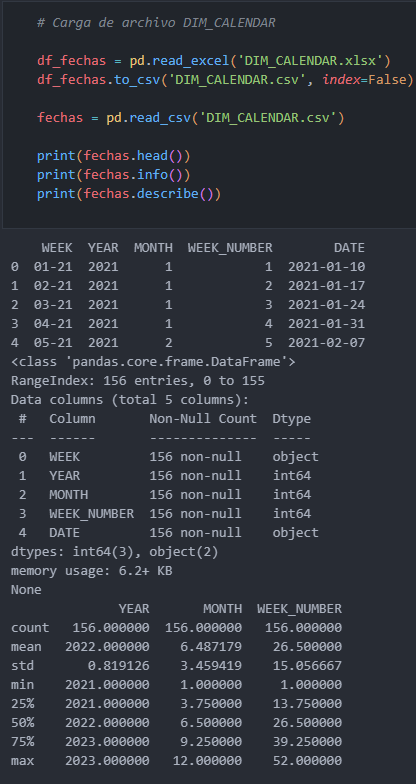 # Carga de archivo DIM_CALENDAR
df_fechas = pd.read_excel('DIM_CALENDAR.xlsx')
df_fechas.to_csv('DIM_CALENDAR.csv', index=False)
fechas = pd.read_csv('DIM_CALENDAR.csv')
print(fechas.head())
print(fechas.info())
print(fechas.describe())
WEEK YEAR MONTH WEEK_NUMBER DATE
0 01-21 2021 1 1 2021-01-10
1 02-21 2021 1 2 2021-01-17
2 03-21 2021 1 3 2021-01-24
3 04-21 2021 1 4 2021-01-31
4 05-21 2021 2 5 2021-02-07
<class 'pandas.core.frame.DataFrame'>
RangeIndex: 156 entries, 0 to 155
Data columns (total 5 columns):
# Column Non-Null Count Dtype
--- ------ -------------- -----
0 WEEK 156 non-null object
1 YEAR 156 non-null int64
2 MONTH 156 non-null int64
3 WEEK_NUMBER 156 non-null int64
4 DATE 156 non-null object
dtypes: int64(3), object(2)
memory usage: 6.2+ KB
None
YEAR MONTH WEEK_NUMBER
count 156.000000 156.000000 156.000000
mean 2022.000000 6.487179 26.500000
std 0.819126 3.459419 15.056667
min 2021.000000 1.000000 1.000000
25% 2021.000000 3.750000 13.750000
50% 2022.000000 6.500000 26.500000
75% 2023.000000 9.250000 39.250000
max 2023.000000 12.000000 52.000000